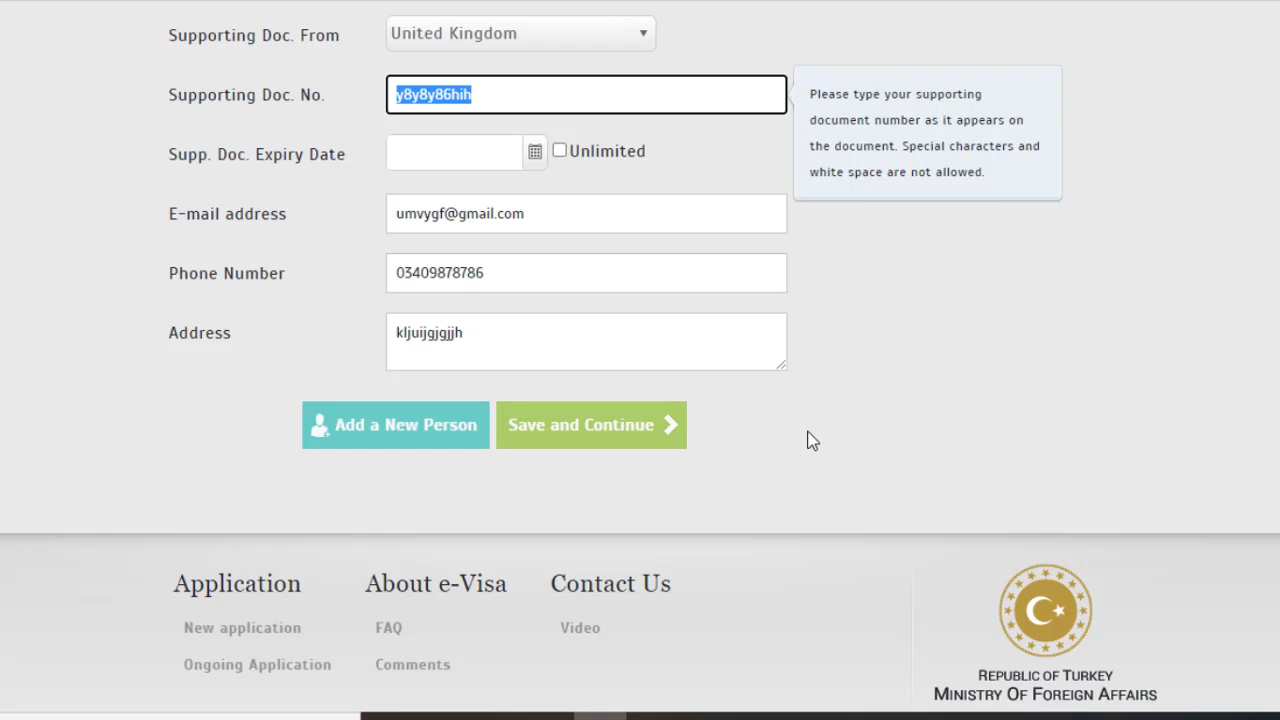 Supporting Doc. From
United Kingdom
Supporting Doc. No.
y8y8y86hih
Please type your supporting
document number as it appears on
the document. Special characters and
white space are not allowed.
Supp. Doc. Expiry Date
Unlimited
E-mail address
umvygf@gmail.com
Phone Number
03409878786
Address
kljuijgjgjjh
Add a New Person
Save and Continue
Application
About e-Visa
Contact Us
New application
FAQ
Video
Ongoing Application
Comments
REPUBLIC OF TURKEY
MINISTRY OF FOREIGN AFFAIRS